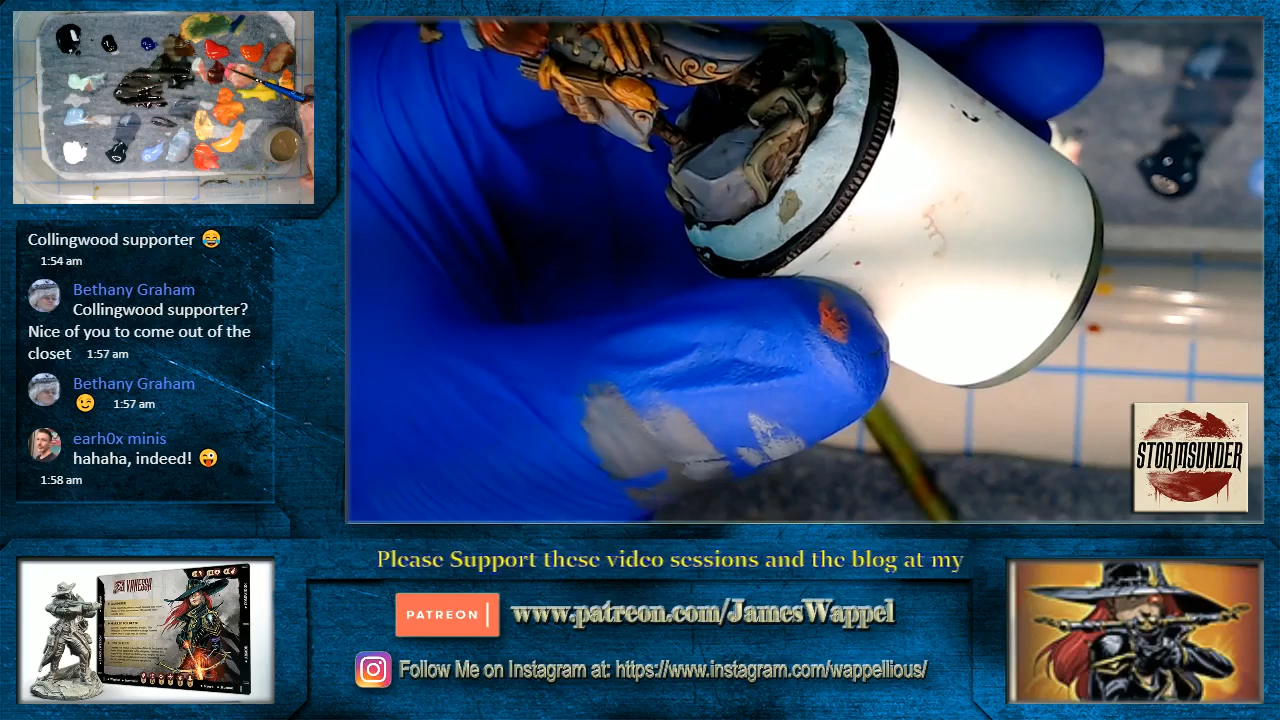 Collingwood supporter 😂
1:54 am
Bethany Graham
Collingwood supporter?
Nice of you to come out of the
closet 1:57 am
Bethany Graham
😉 1:57 am
earh0x minis
hahaha, indeed! 😜
1:58 am
STORMSUNDER
VANESSA
Please Support these video sessions and the blog at my
PATREON
www.patreon.com/JamesWappel
Follow Me on Instagram at: https://www.instagram.com/wappellious/